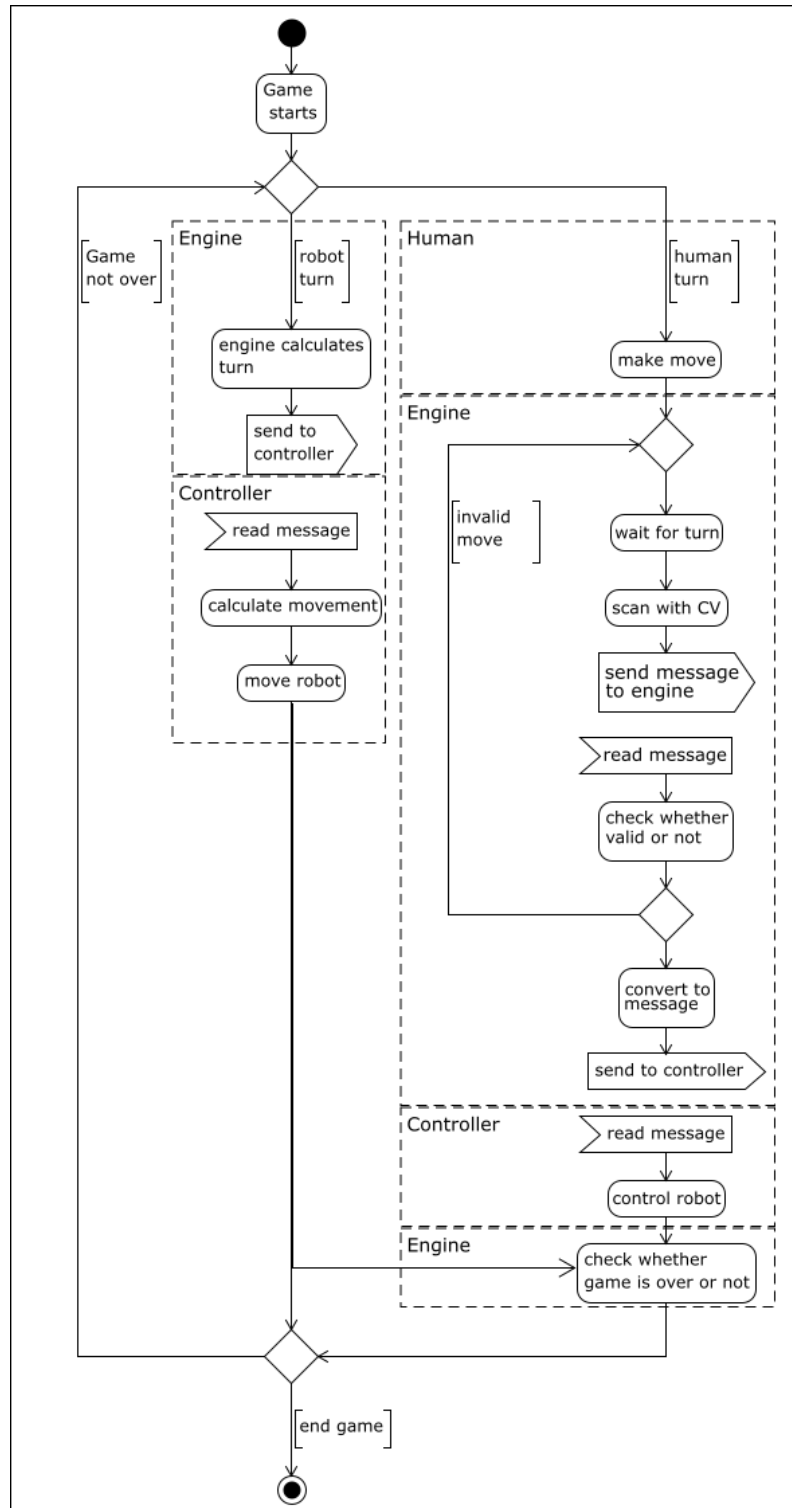 Game
starts
Game
not over
Engine
robot
turn
engine calculates
turn
send to
controller
Controller
read message
calculate movement
move robot
Human
human
turn
make move
Engine
invalid
move
wait for turn
scan with CV
send message
to engine
read message
check whether
valid or not
convert to
message
send to controller
Controller
read message
control robot
Engine
check whether
game is over or not
end game